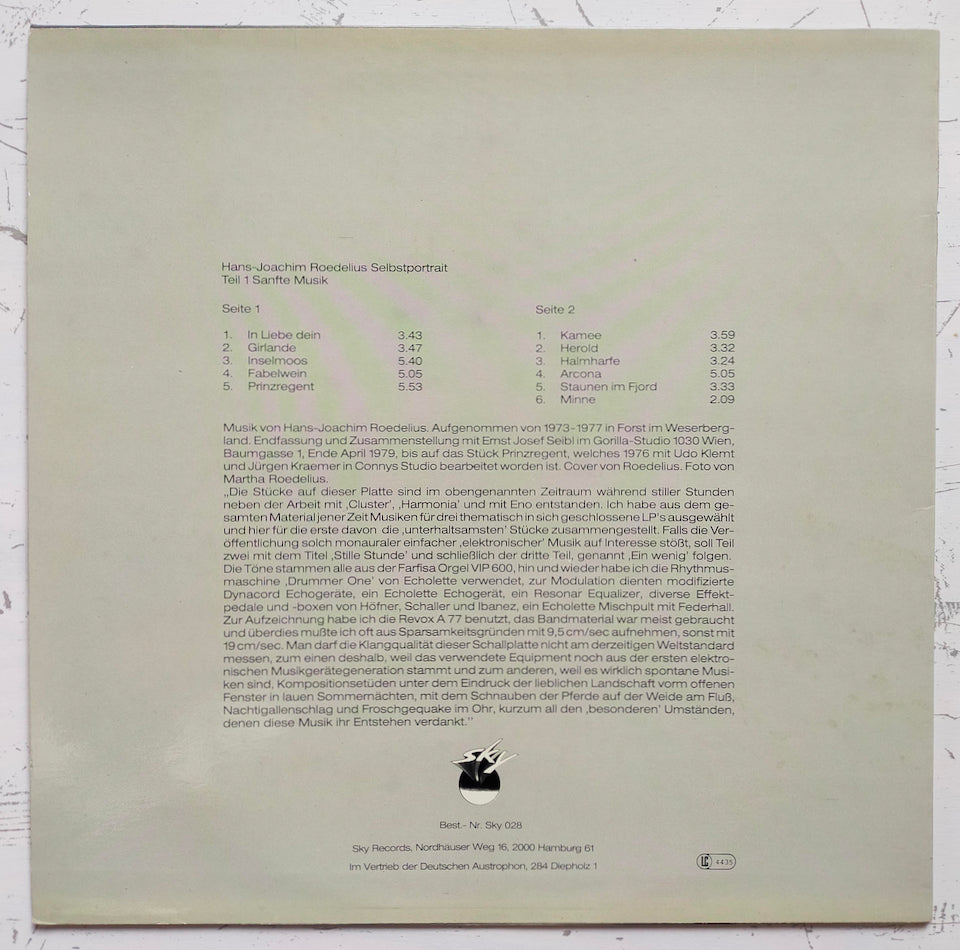 Hans-Joachim Roedelius Selbstportrait
Teil 1 Sanfte Musik
Seite 1
1. In Liebe dein 3.43
2. Girlande 3.47
3. Inselmoos 5.40
4. Fabelwein 5.05
5. Prinzregent 5.53
Seite 2
1. Kamee 3.59
2. Herold 3.32
3. Halmharfe 3.24
4. Arcona 5.05
5. Staunen im Fjord 3.33
6. Minne 2.09
Musik von Hans-Joachim Roedelius. Aufgenommen von 1973-1977 in Forst im Weserberg-
land. Endfassung und Zusammenstellung mit Ernst Josef Seibl im Gorilla-Studio 1030 Wien,
Baumgasse 1, Ende April 1979, bis auf das Stück Prinzregent, welches 1976 mit Udo Klemt
und Jürgen Kraemer in Connys Studio bearbeitet worden ist. Cover von Roedelius. Foto von
Martha Roedelius.
„Die Stücke auf dieser Platte sind im obengenannten Zeitraum während stiller Stunden
neben der Arbeit mit ‚Cluster’, ‚Harmonia’ und mit Eno entstanden. Ich habe aus dem ge-
samten Material jener Zeit Musiken für drei thematisch in sich geschlossene LP's ausgewählt
und hier für die erste davon die ‚unterhaltsamsten’ Stücke zusammengestellt. Falls die Ver-
öffentlichung solch monauraler einfacher ‚elektronischer’ Musik auf Interesse stößt, soll Teil
zwei mit dem Titel ‚Stille Stunde’ und schließlich der dritte Teil, genannt ‚Ein wenig’ folgen.
Die Töne stammen alle aus der Farfisa Orgel VIP 600, hin und wieder habe ich die Rhythmus-
maschine ‚Drummer One’ von Echolette verwendet, zur Modulation dienten modifizierte
Dynacord Echogeräte, ein Echolette Echogerät, ein Resonar Equalizer, diverse Effekt-
pedale und -boxen von Höfner, Schaller und Ibanez, ein Echolette Mischpult mit Federhall.
Zur Aufzeichnung habe ich die Revox A 77 benutzt, das Bandmaterial war meist gebraucht
und überdies mußte ich oft aus Sparsamkeitsgründen mit 9,5 cm/sec aufnehmen, sonst mit
19 cm/sec. Man darf die Klangqualität dieser Schallplatte nicht am derzeitigen Weltstandard
messen, zum einen deshalb, weil das verwendete Equipment noch aus der ersten elektro-
nischen Musikgerätegeneration stammt und zum anderen, weil es wirklich spontane Musi-
ken sind, Kompositionsetüden unter dem Eindruck der lieblichen Landschaft vorm offenen
Fenster in lauen Sommernächten, mit dem Schnauben der Pferde auf der Weide am Fluß,
Nachtigallenschlag und Froschgequake im Ohr, kurzum all den ‚besonderen’ Umständen,
denen diese Musik ihr Entstehen verdankt.”
sky
Best.- Nr. Sky 028
Sky Records, Nordhäuser Weg 16, 2000 Hamburg 61
Im Vertrieb der Deutschen Austrophon, 284 Diepholz 1
LC 4435